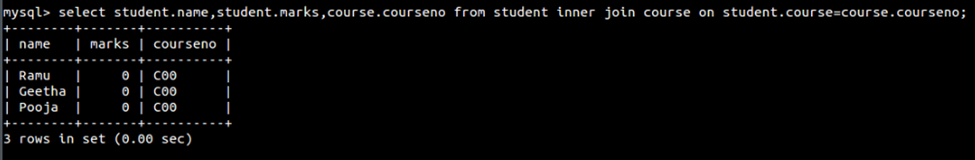 mysql> select student.name,student.marks,course.courseno from student inner join course on student.course=course.courseno;
+--------+-------+----------+
| name   | marks | courseno |
+--------+-------+----------+
| Ramu   |     0 | C00      |
| Geetha |     0 | C00      |
| Pooja  |     0 | C00      |
+--------+-------+----------+
3 rows in set (0.00 sec)